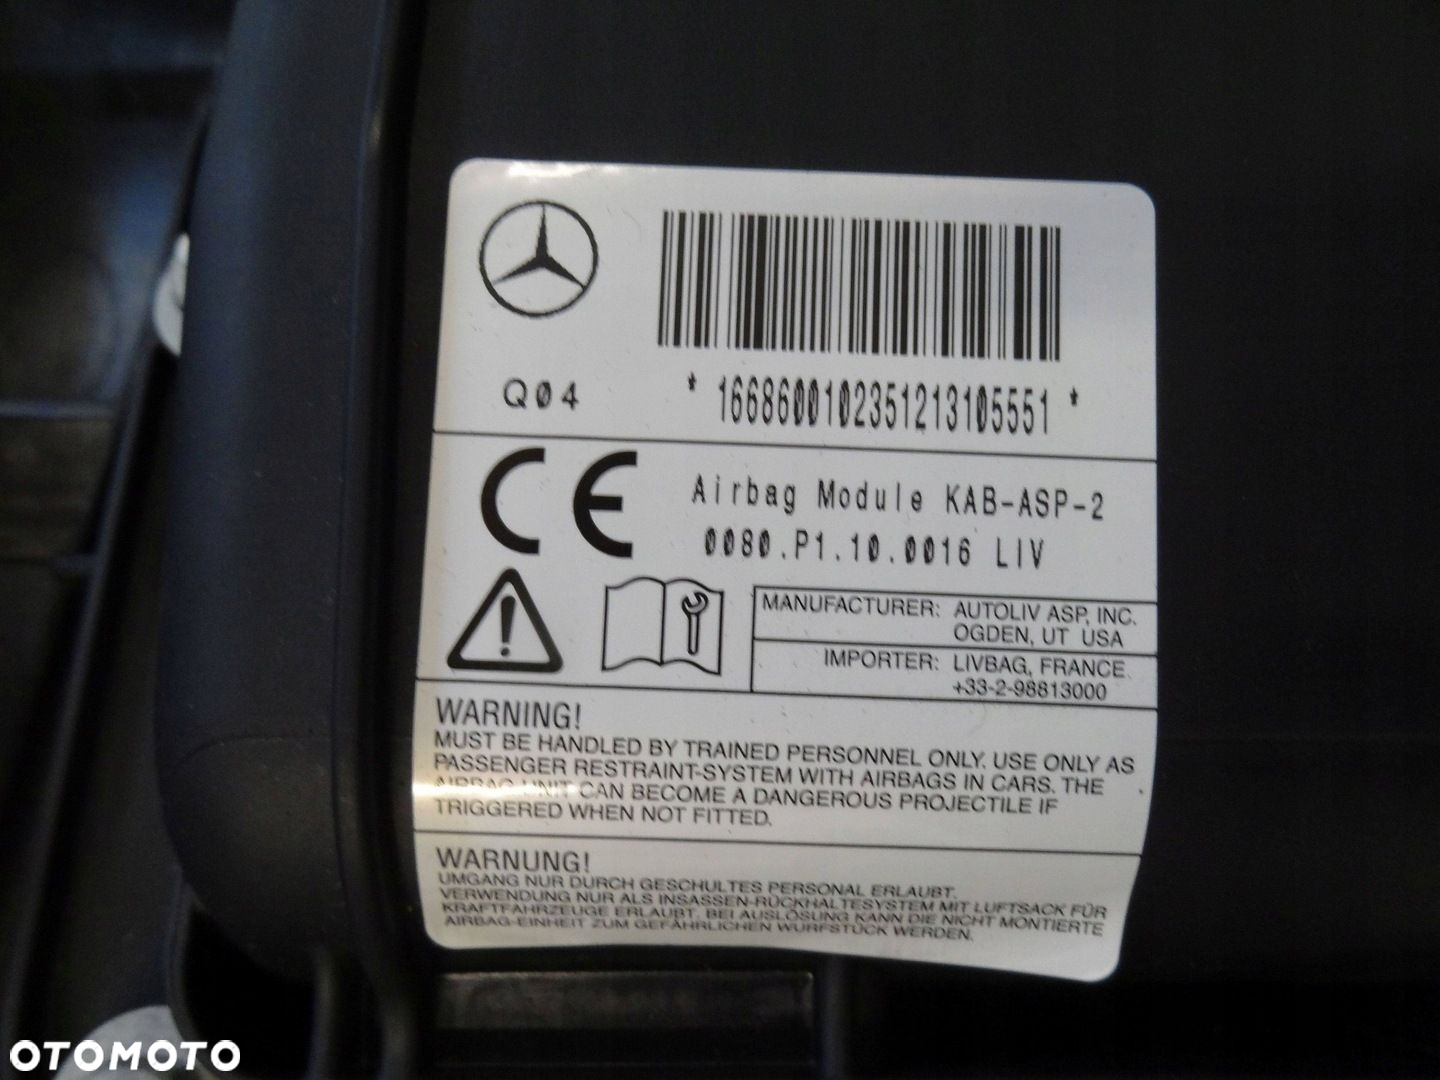 Q04
* 1668600102351213105551 *
CE
Airbag Module KAB-ASP-2
0080.P1.10.0016 LIV
MANUFACTURER: AUTOLIV ASP, INC.
OGDEN, UT USA
IMPORTER: LIVBAG, FRANCE
+33-2-98813000
WARNING!
MUST BE HANDLED BY TRAINED PERSONNEL ONLY. USE ONLY AS
PASSENGER RESTRAINT-SYSTEM WITH AIRBAGS IN CARS. THE
AIRBAG UNIT CAN BECOME A DANGEROUS PROJECTILE IF
TRIGGERED WHEN NOT FITTED.
WARNUNG!
UMGANG NUR DURCH GESCHULTES PERSONAL ERLAUBT.
VERWENDUNG NUR ALS INSASSEN-RÜCKHALTESYSTEM MIT LUFTSACK FÜR
KRAFTFAHRZEUGE ERLAUBT. BEI AUSLÖSUNG KANN DIE NICHT MONTIERTE
AIRBAG-EINHEIT ZUM GEFÄHRLICHEN WURFSTÜCK WERDEN.
OTOMOTO